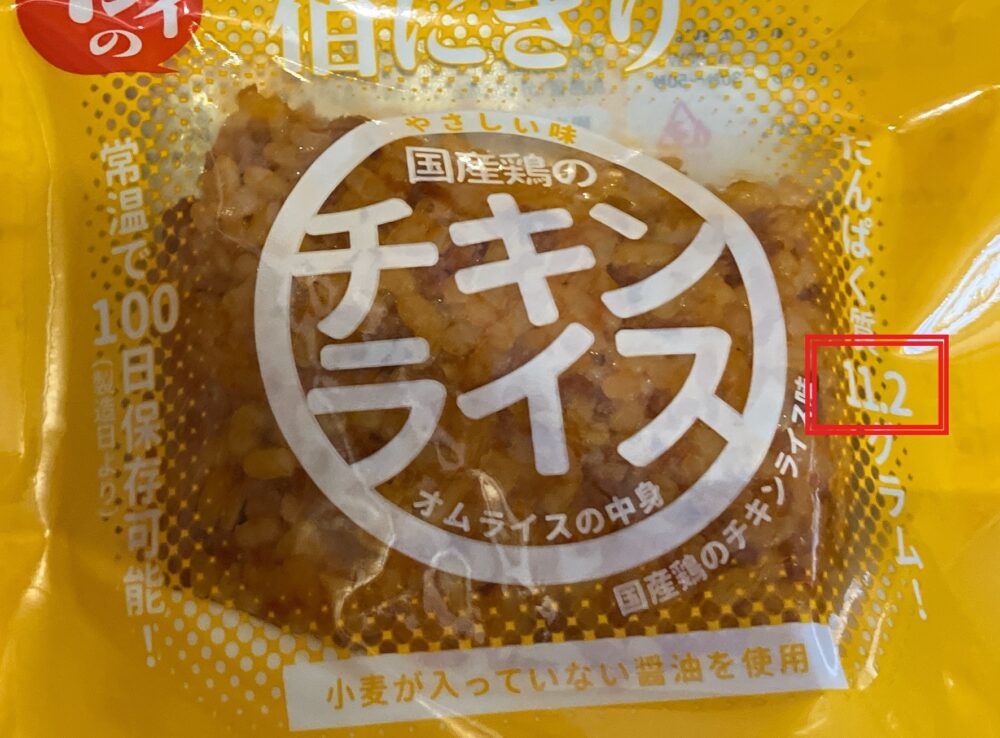 の
にぎり
やさしい味
国産鶏の
チキン
ライス
オムライスの中身
国産鶏のチキンライス味
常温で100日保存可能！
（製造日より）
たんぱく質
11.2
グラム！
小麦が入っていない醤油を使用